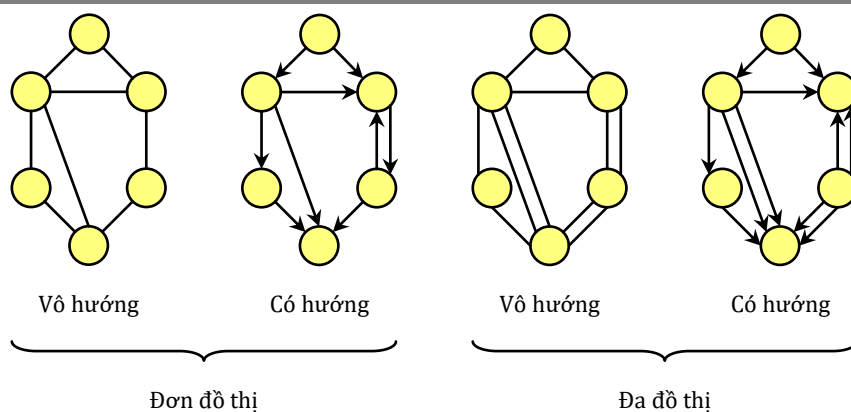 Vô hướng Có hướng Vô hướng Có hướng
Đơn đồ thị Đa đồ thị